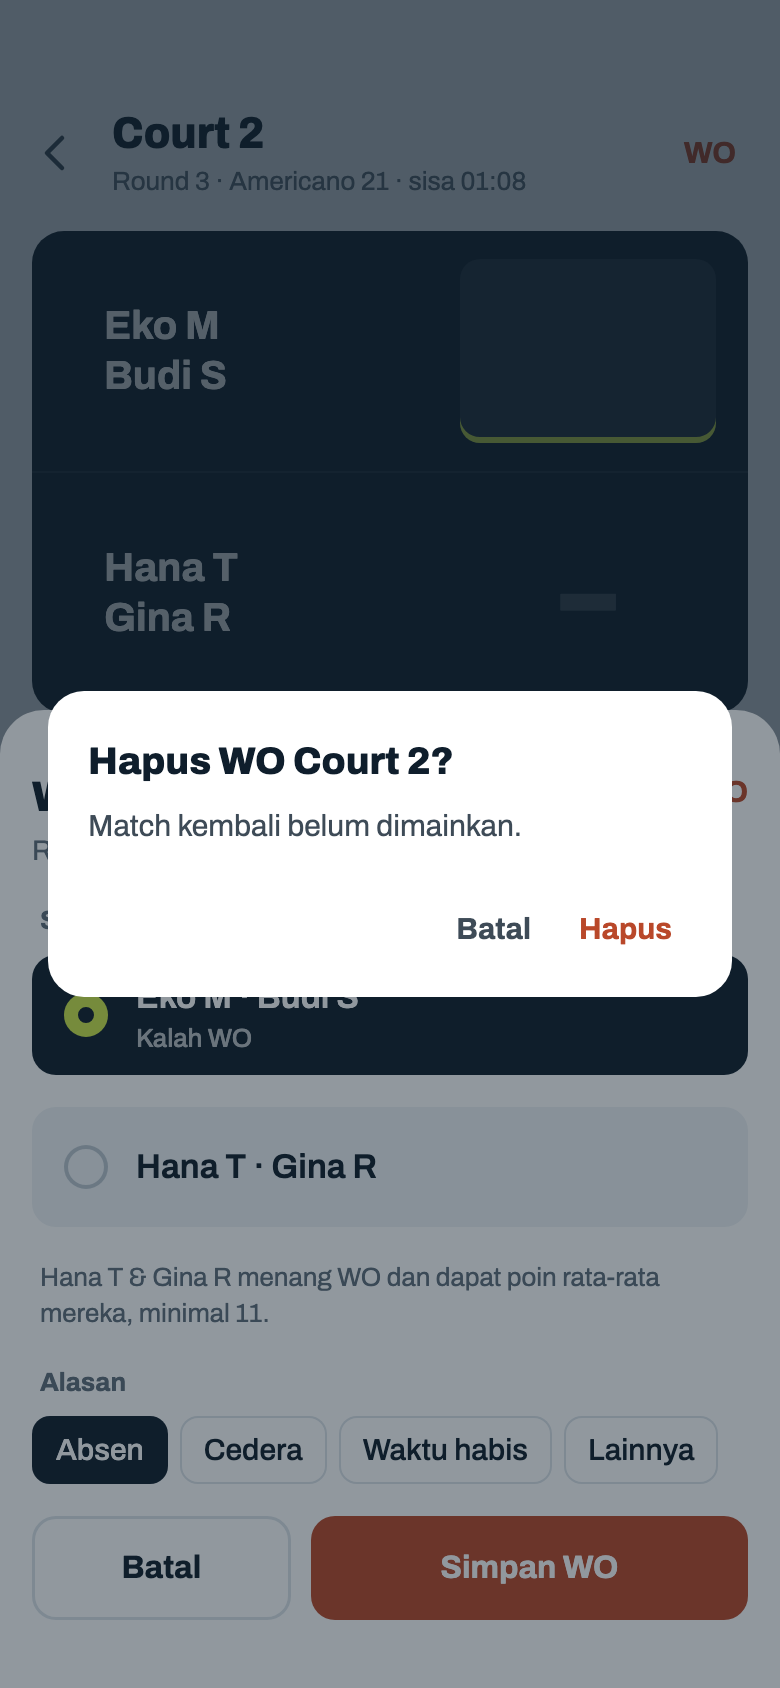 Court 2
WO
Round 3 · Americano 21 · sisa 01:08
Eko M
Budi S
Hana T
Gina R
Hapus WO Court 2?
Match kembali belum dimainkan.
Batal
Hapus
Eko M · Budi S
Kalah WO
Hana T · Gina R
Hana T & Gina R menang WO dan dapat poin rata-rata
mereka, minimal 11.
Alasan
Absen
Cedera
Waktu habis
Lainnya
Batal
Simpan WO